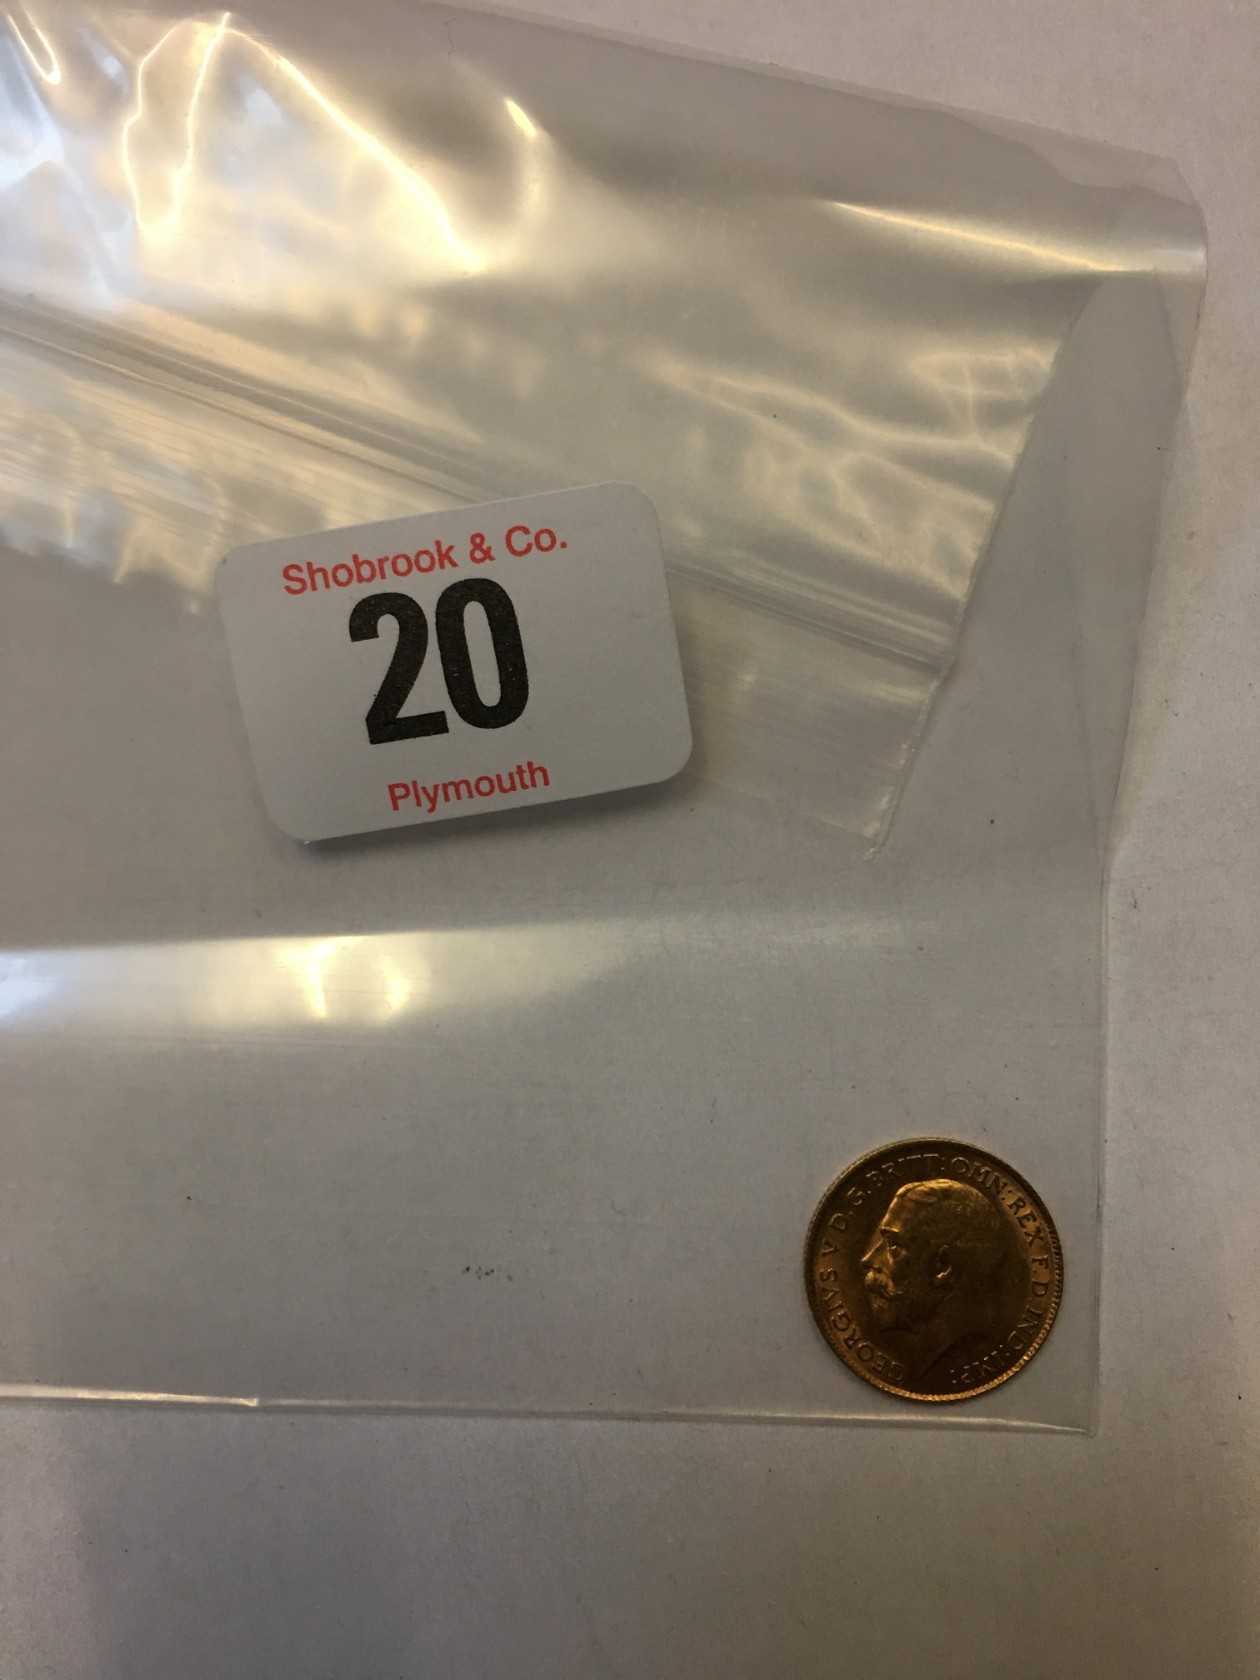 Shobrook & Co.
20
Plymouth
GEORGIVS V D.G.BRITT:OMN:REX F.D.IND:IMP: